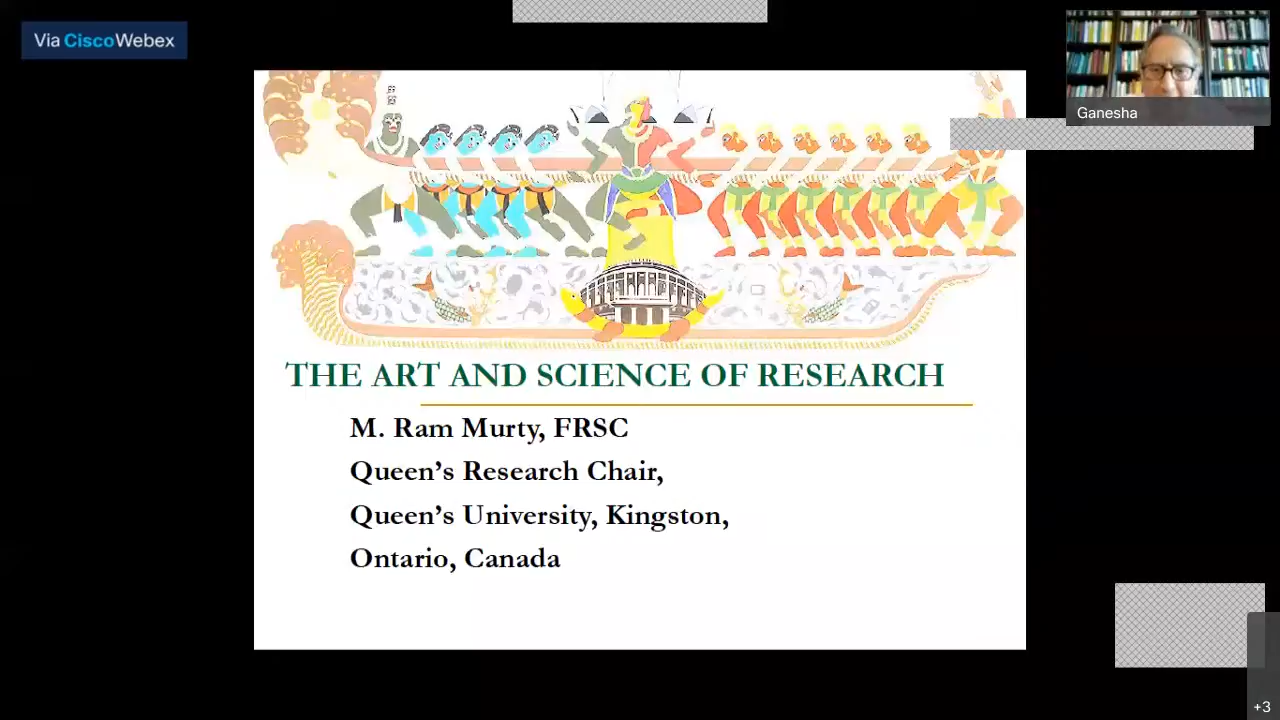 Via CiscoWebex
Ganesha
THE ART AND SCIENCE OF RESEARCH
M. Ram Murty, FRSC
Queen’s Research Chair,
Queen’s University, Kingston,
Ontario, Canada
+3